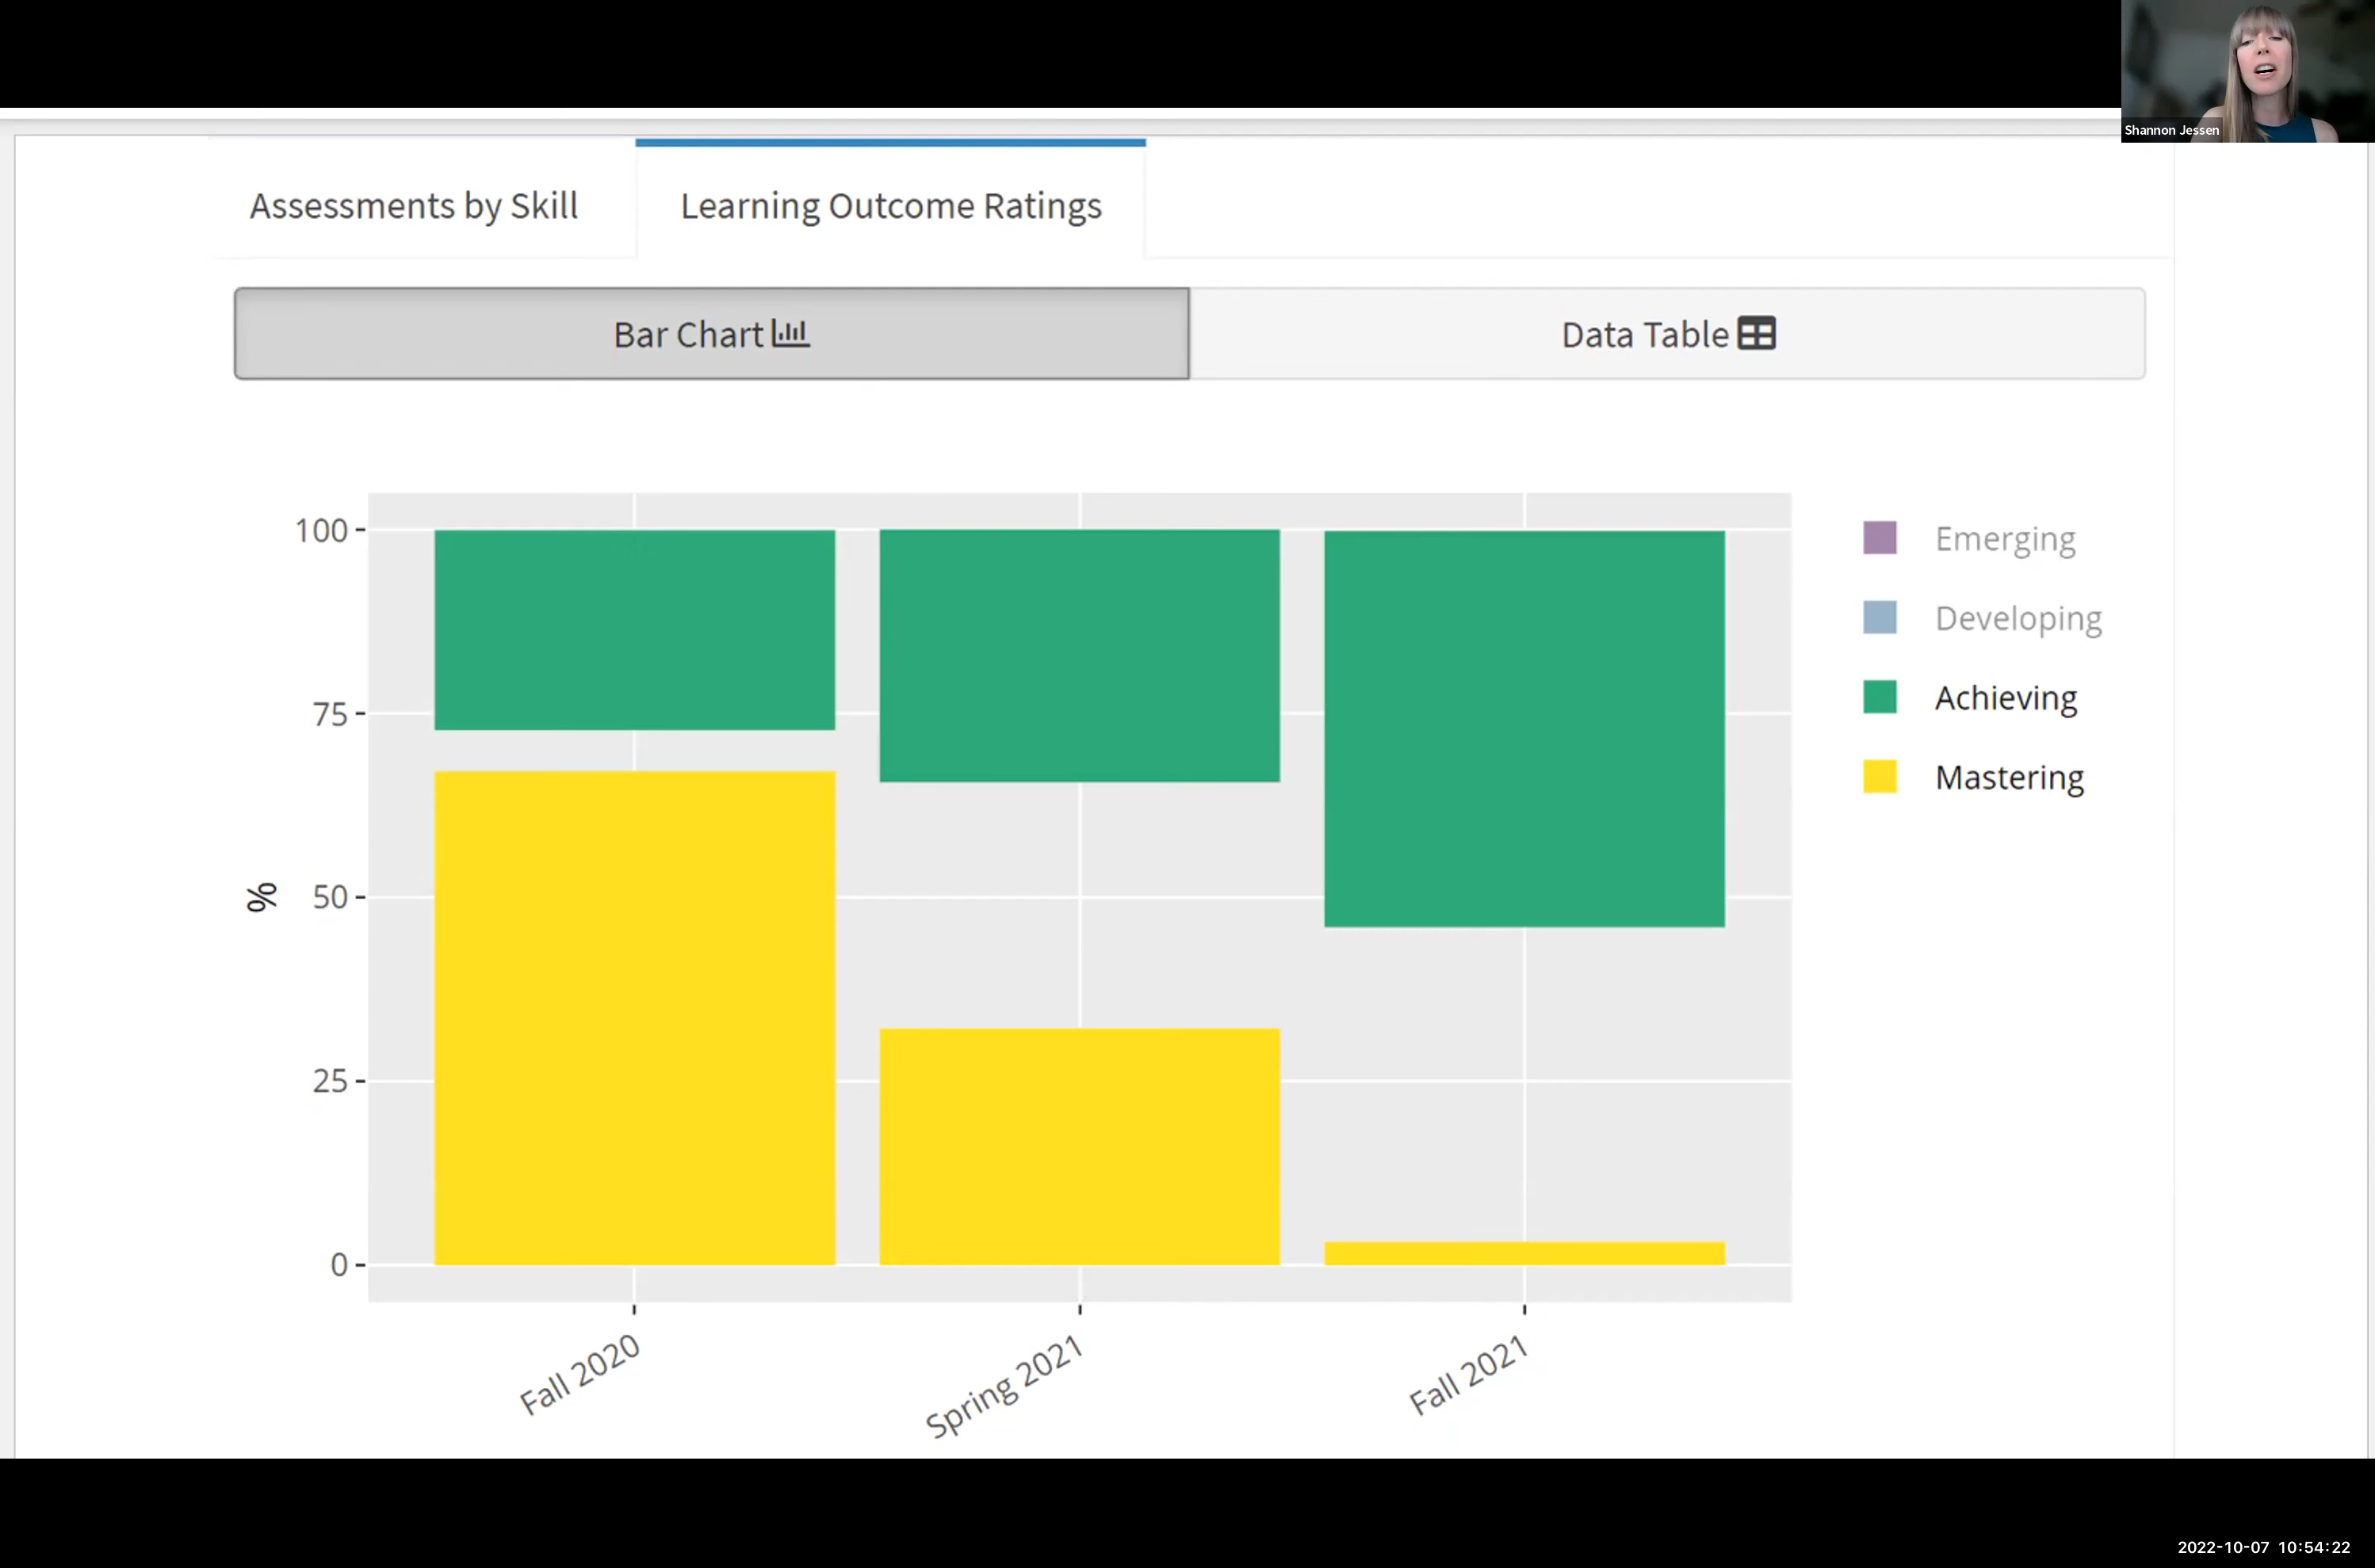 Shannon Jessen
Assessments by Skill
Learning Outcome Ratings
Bar Chart
Data Table
100
75
50
25
0
%
Fall 2020
Spring 2021
Fall 2021
Emerging
Developing
Achieving
Mastering
2022-10-07 10:54:22